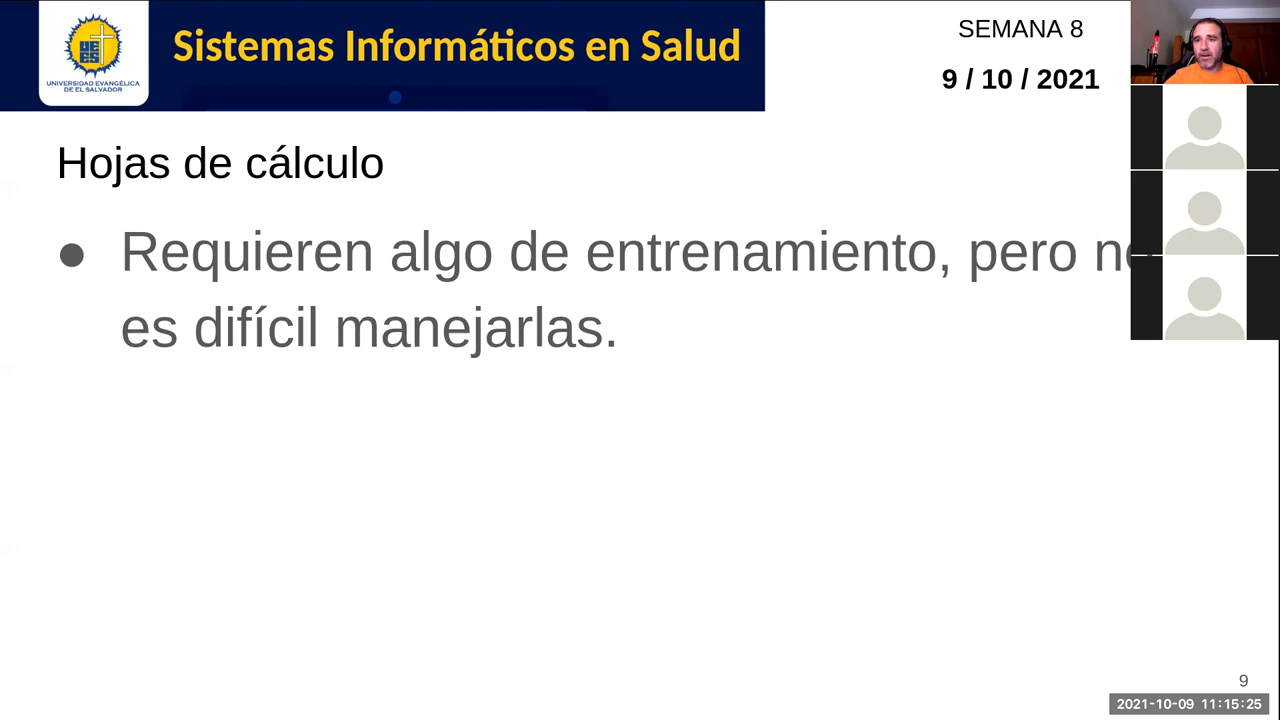 UNIVERSIDAD EVANGÉLICA
DE EL SALVADOR
Sistemas Informáticos en Salud
SEMANA 8
9 / 10 / 2021
Hojas de cálculo
● Requieren algo de entrenamiento, pero no
es difícil manejarlas.
9
2021-10-09 11:15:25